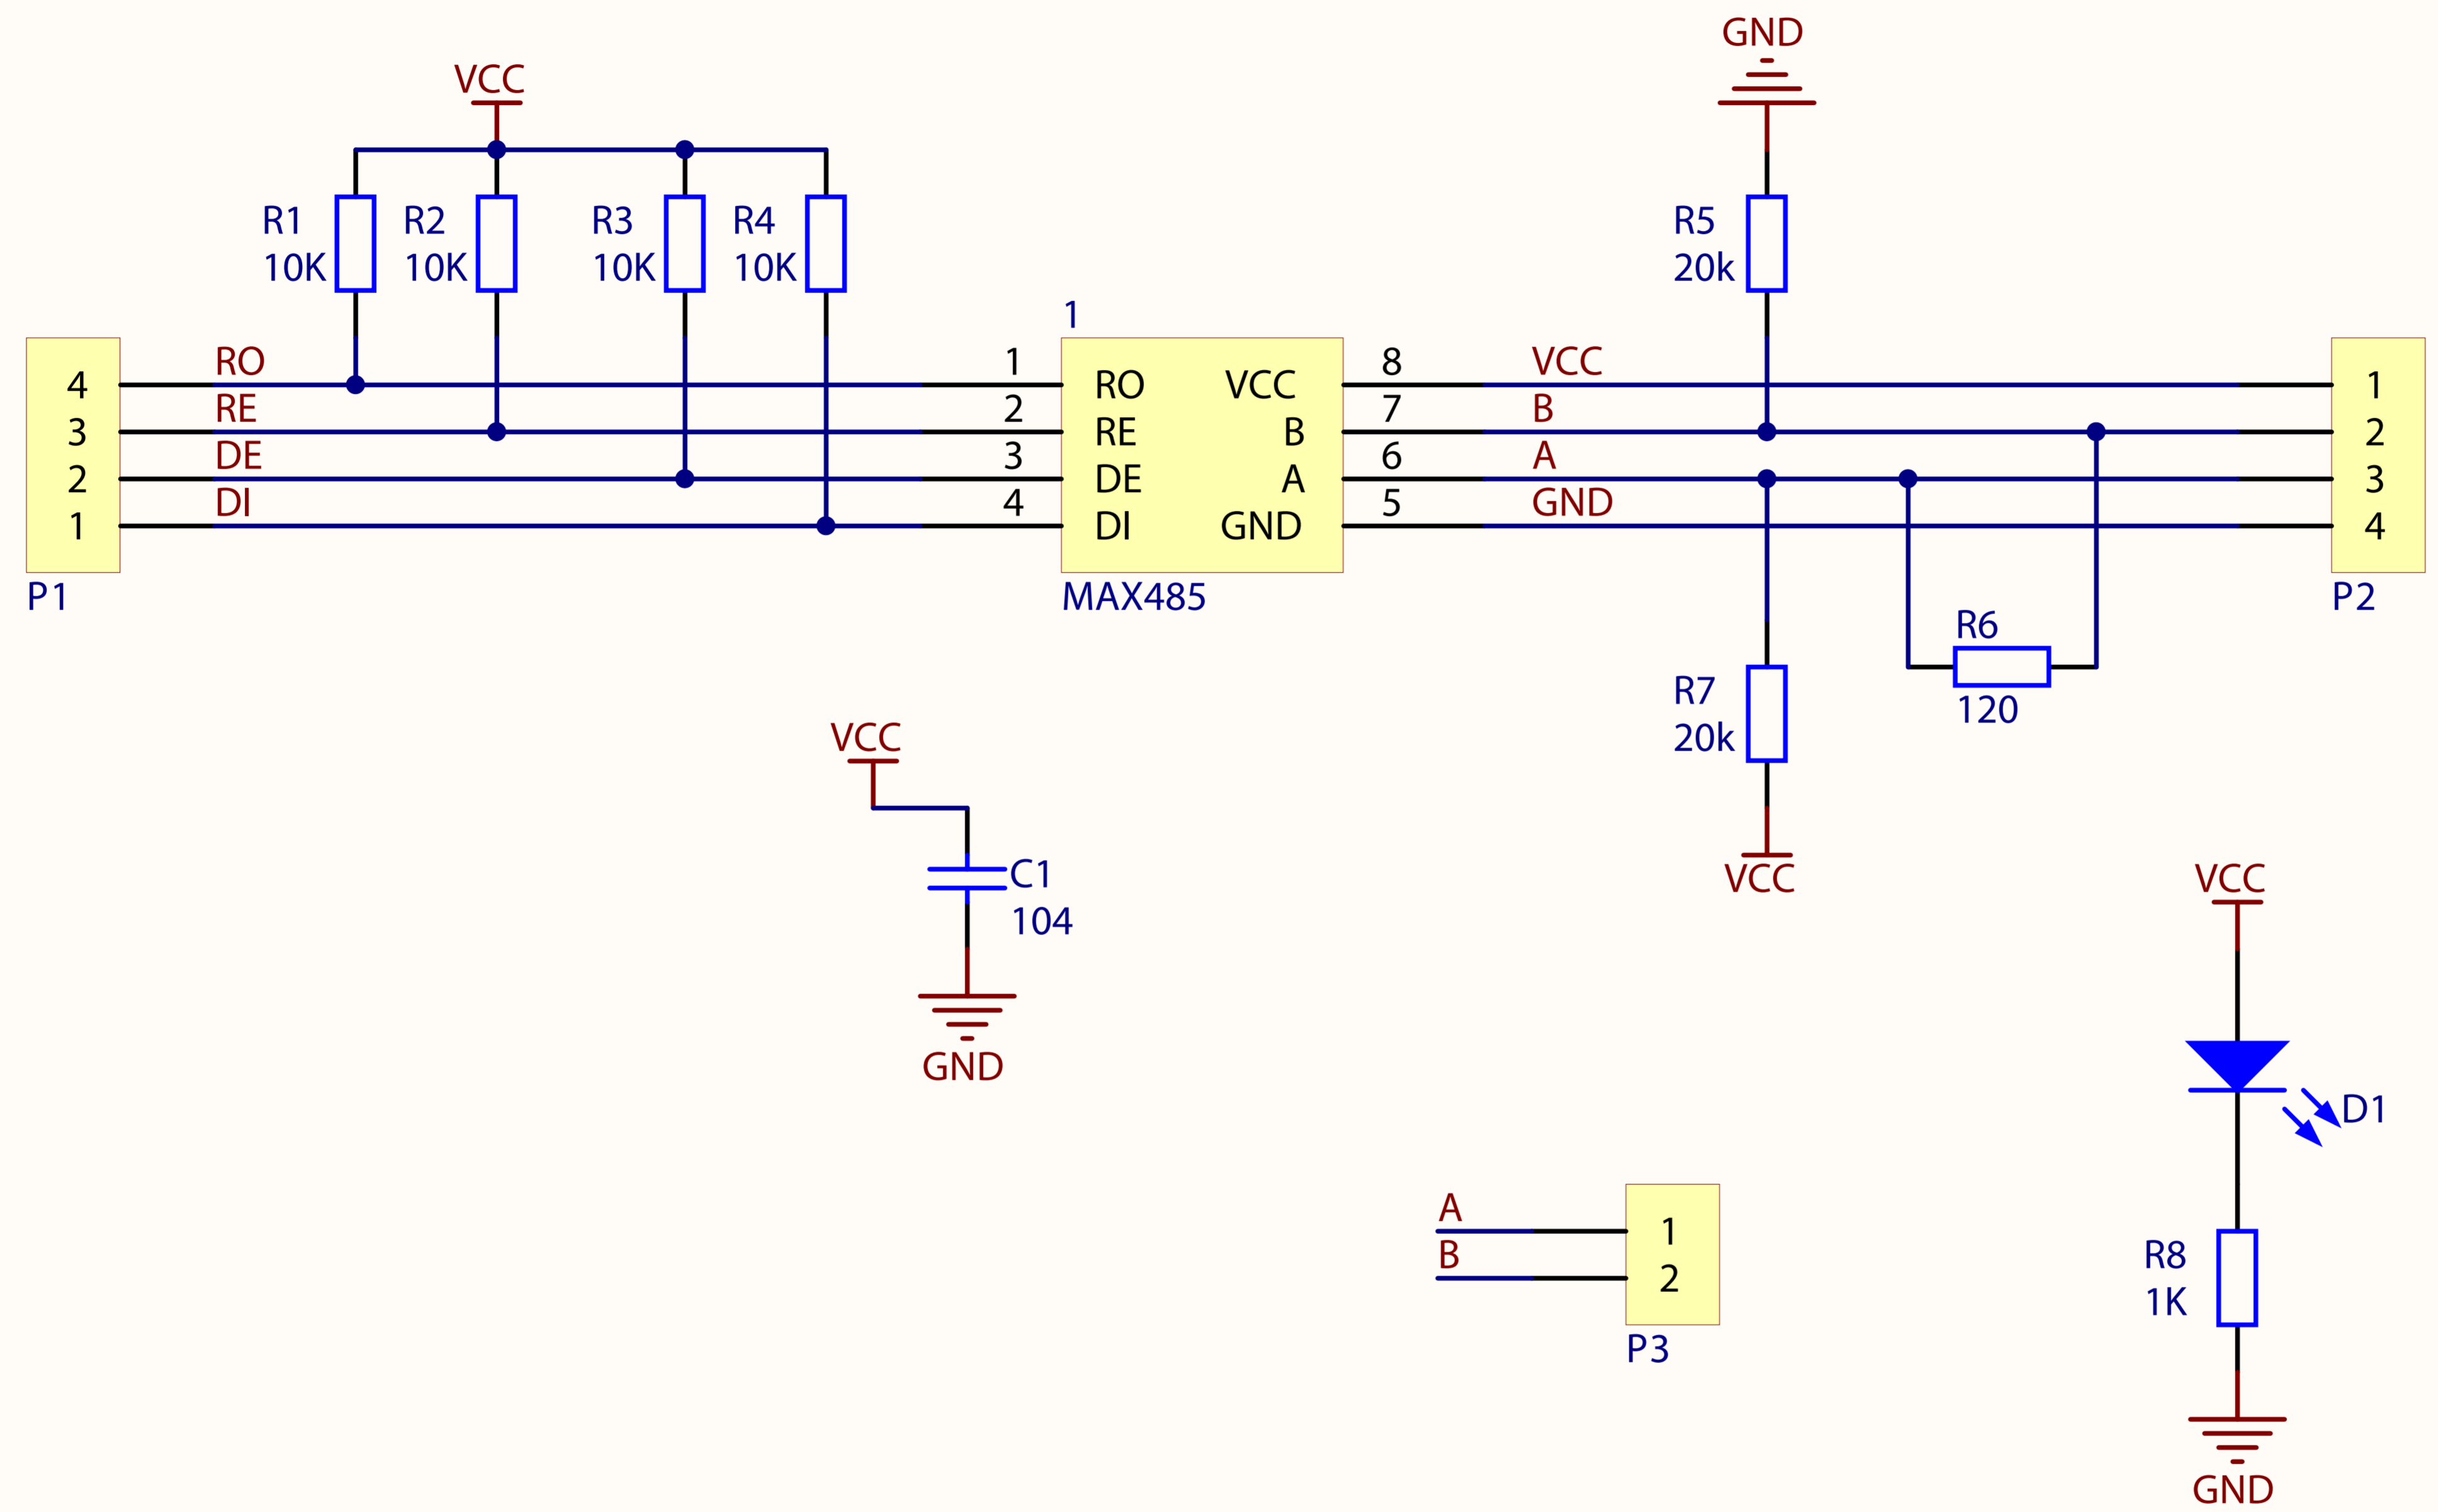 GND
VCC
R1
10K
R2
10K
R3
10K
R4
10K
R5
20k
1
4
3
2
1
P1
RO
RE
DE
DI
1
2
3
4
RO
RE
DE
DI
VCC
B
A
GND
MAX485
8
7
6
5
VCC
B
A
GND
1
2
3
4
P2
R6
120
R7
20k
VCC
VCC
C1
104
GND
VCC
D1
R8
1K
GND
A
B
1
2
P3